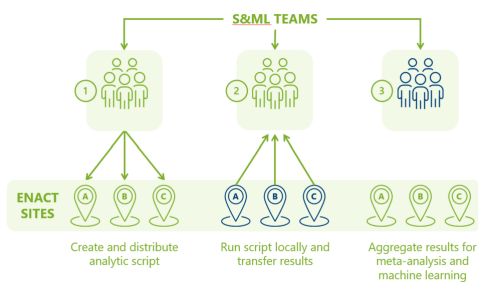 S&ML TEAMS
1
2
3
ENACT
SITES
A
B
C
A
B
C
A
B
C
Create and distribute
analytic script
Run script locally and
transfer results
Aggregate results for
meta-analysis and
machine learning